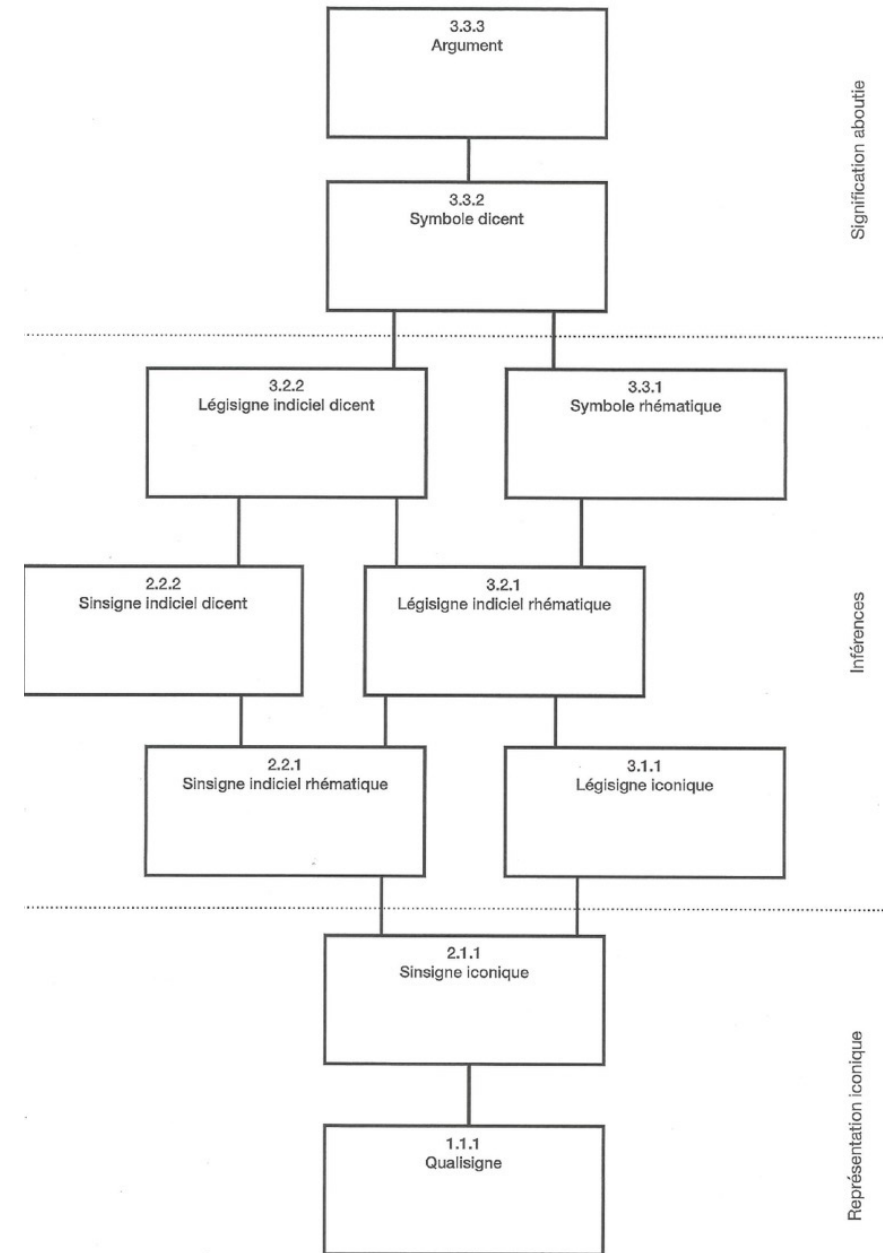 3.3.3
Argument
Signification aboutie
3.3.2
Symbole dicent
3.2.2
Légisigne indiciel dicent
3.3.1
Symbole rhématique
2.2.2
Sinsigne indiciel dicent
3.2.1
Légisigne indiciel rhématique
Inférences
2.2.1
Sinsigne indiciel rhématique
3.1.1
Légisigne iconique
2.1.1
Sinsigne iconique
1.1.1
Qualisigne
Représentation iconique